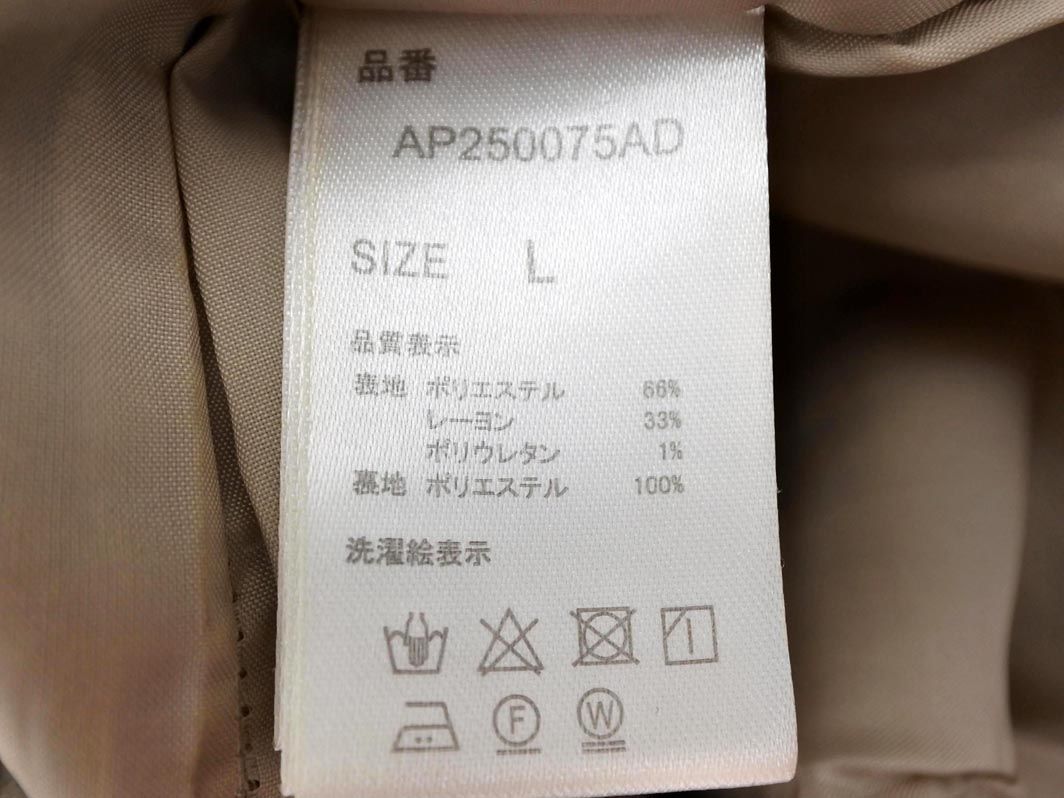 品番
AP250075AD
SIZE L
品質表示
表地 ポリエステル 66%
レーヨン 33%
ポリウレタン 1%
裏地 ポリエステル 100%
洗濯絵表示
F W